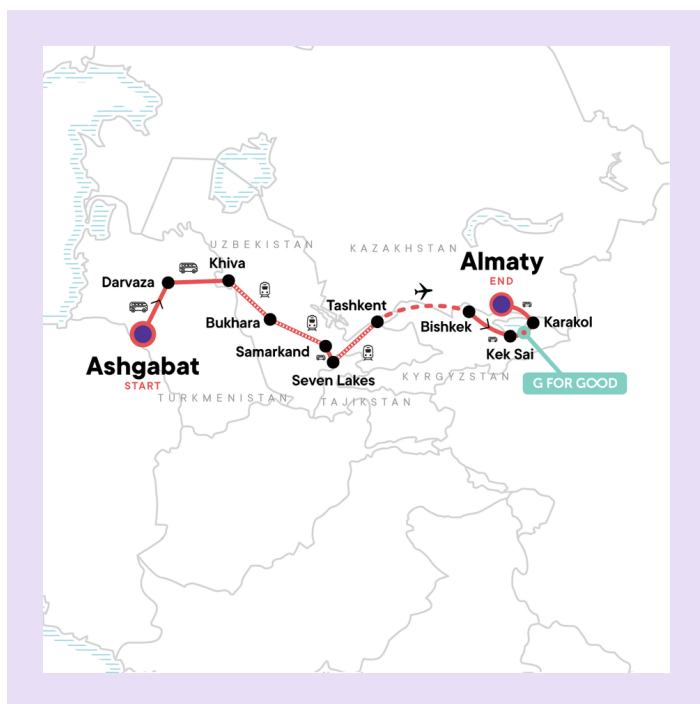 UZBEKISTAN
KAZAKHSTAN
Khiva
Almaty
END
Darvaza
Tashkent
Bukhara
Bishkek
Karakol
Samarkand
Kek Sai
Ashgabat
START
Seven Lakes
KYRGYZSTAN
G FOR GOOD
TURKMENISTAN
TAJIKSTAN